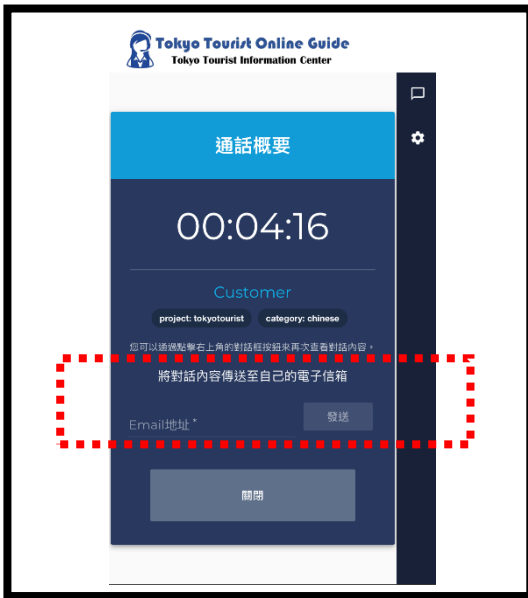 Tokyo Tourist Online Guide
Tokyo Tourist Information Center
通話概要
00:04:16
Customer
project: tokyotourist category: chinese
您可以通過點擊右上角的對話框按鈕來再次查看對話內容。
將對話內容傳送至自己的電子信箱
Email地址 * 發送
關閉